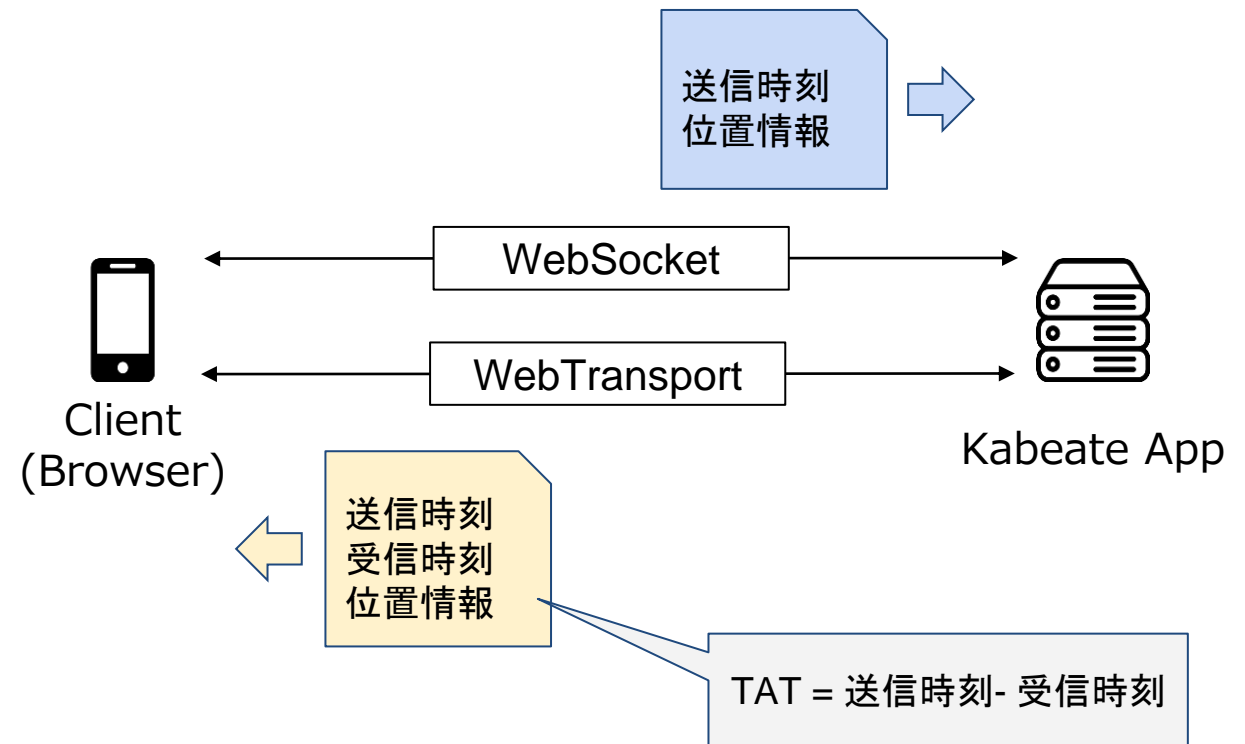 送信時刻
位置情報
WebSocket
WebTransport
Client
(Browser)
Kabeate App
送信時刻
受信時刻
位置情報
TAT = 送信時刻- 受信時刻